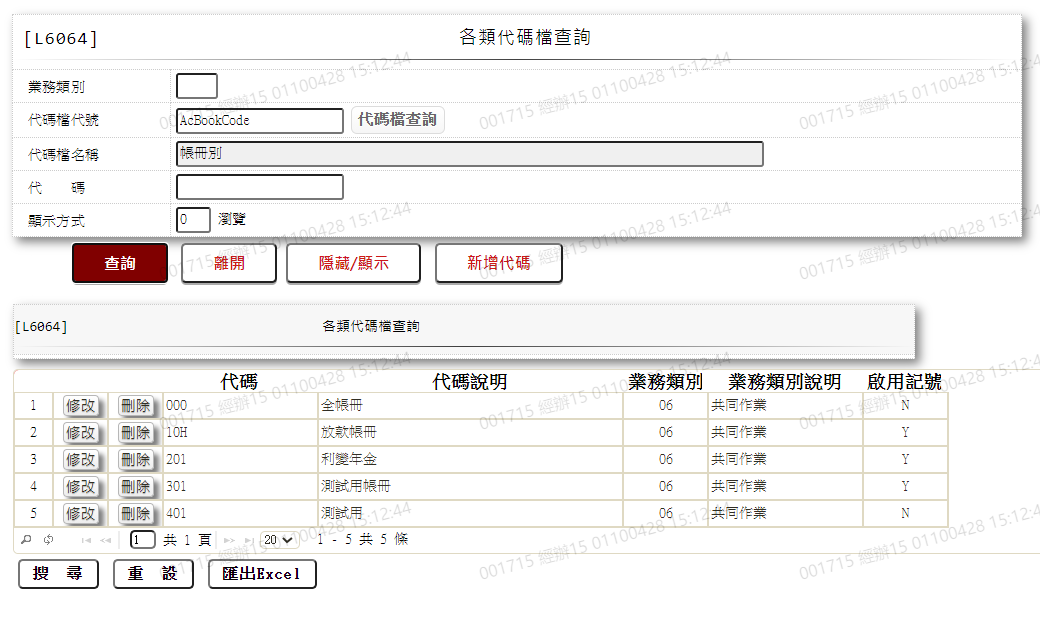 [L6064] 各類代碼檔查詢
業務類別
代碼檔代號 AcBookCode 代碼檔查詢
代碼檔名稱 帳冊別
代 碼
顯示方式 0 瀏覽
查詢 離開 隱藏/顯示 新增代碼
[L6064] 各類代碼檔查詢
代碼 代碼說明 業務類別 業務類別說明 啟用記號
1 修改 刪除 000 全帳冊 06 共同作業 N
2 修改 刪除 10H 放款帳冊 06 共同作業 Y
3 修改 刪除 201 利變年金 06 共同作業 Y
4 修改 刪除 301 測試用帳冊 06 共同作業 Y
5 修改 刪除 401 測試用 06 共同作業 N
1 共 1 頁 20 1 - 5 共 5 條
搜 尋 重 設 匯出Excel
001715 經辦15 01100428 15:12:44